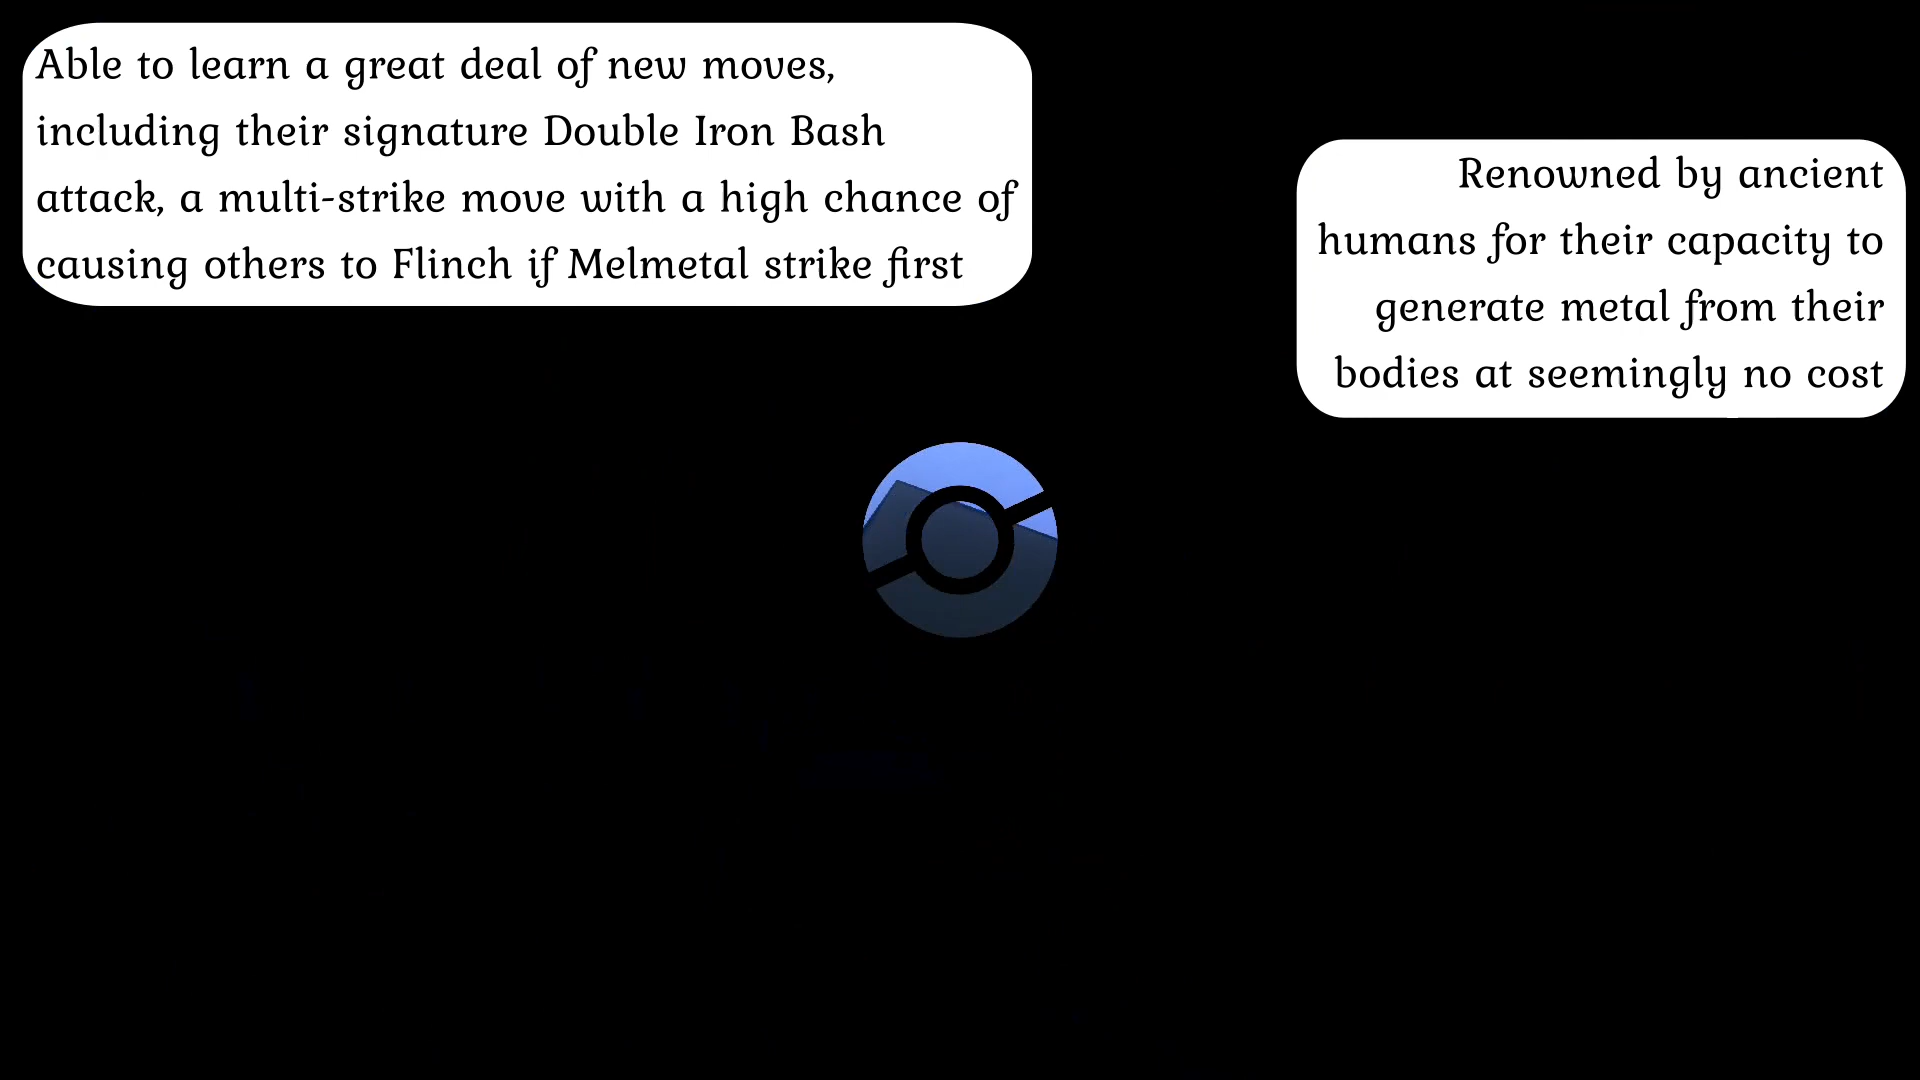 Able to learn a great deal of new moves,
including their signature Double Iron Bash
attack, a multi-strike move with a high chance of
causing others to Flinch if Melmetal strike first
Renowned by ancient
humans for their capacity to
generate metal from their
bodies at seemingly no cost